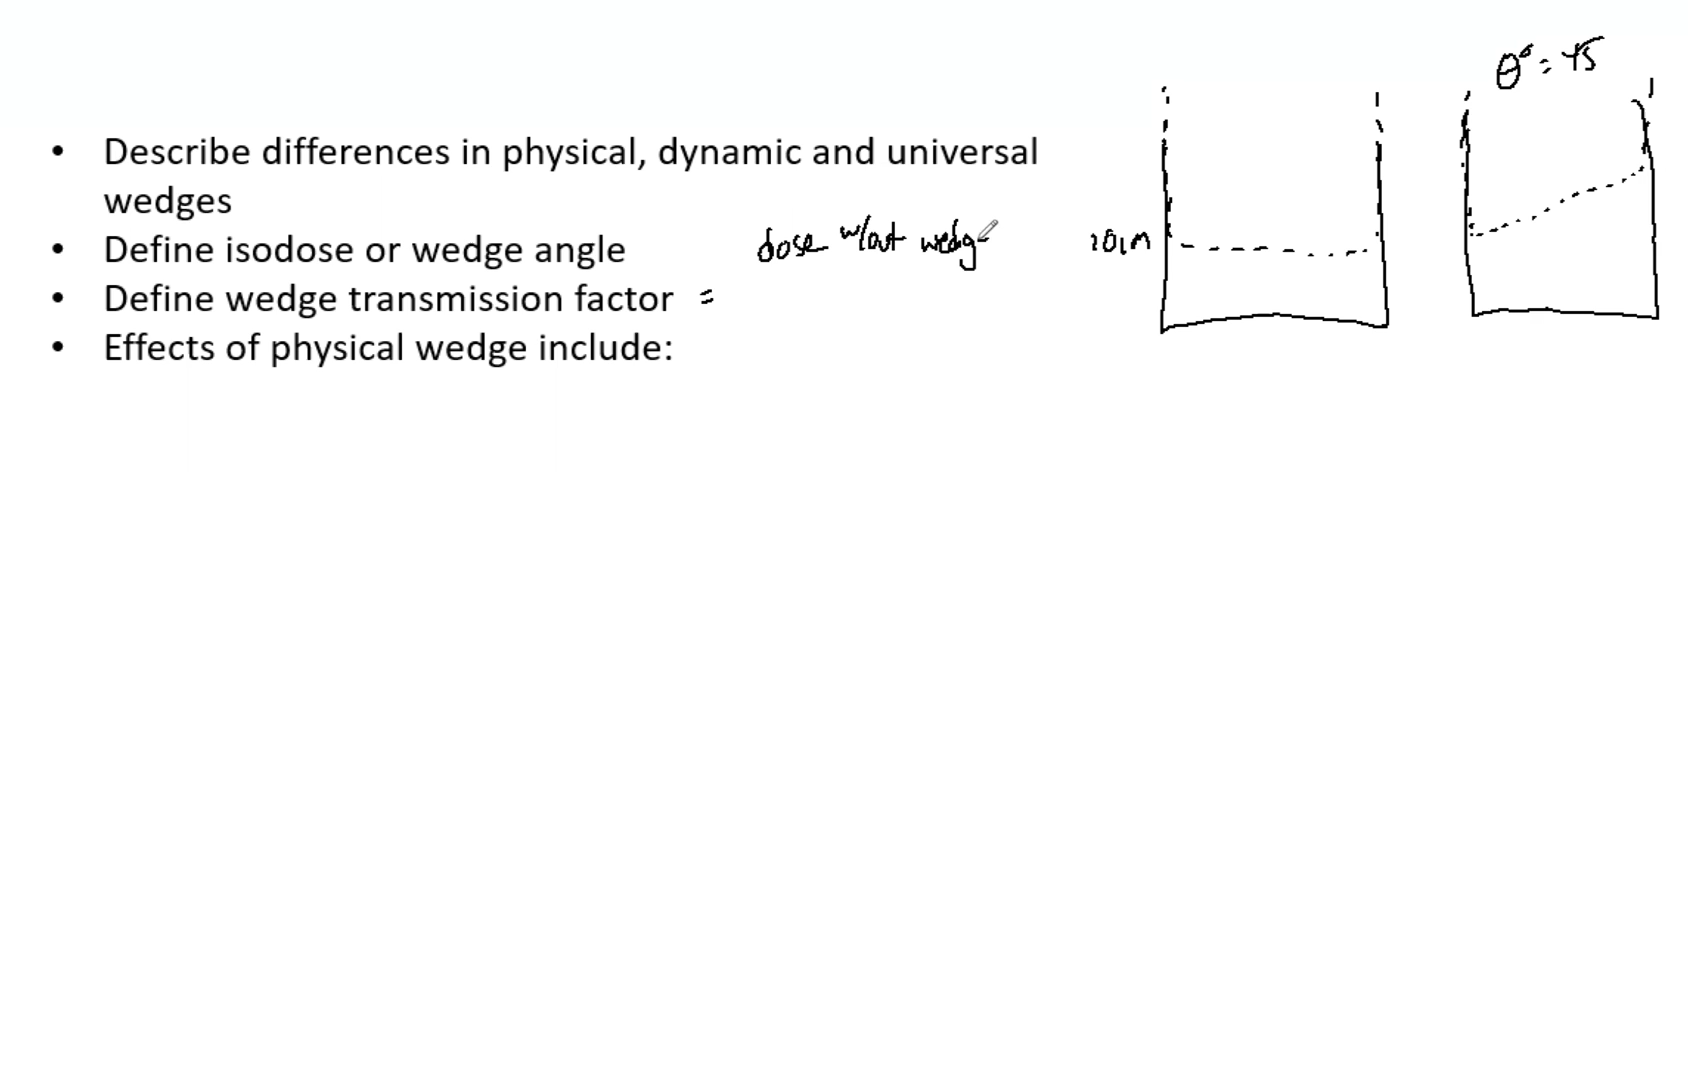 θ° = 45
• Describe differences in physical, dynamic and universal
wedges
• Define isodose or wedge angle
dose w/out wedg
10cm
• Define wedge transmission factor =
• Effects of physical wedge include: